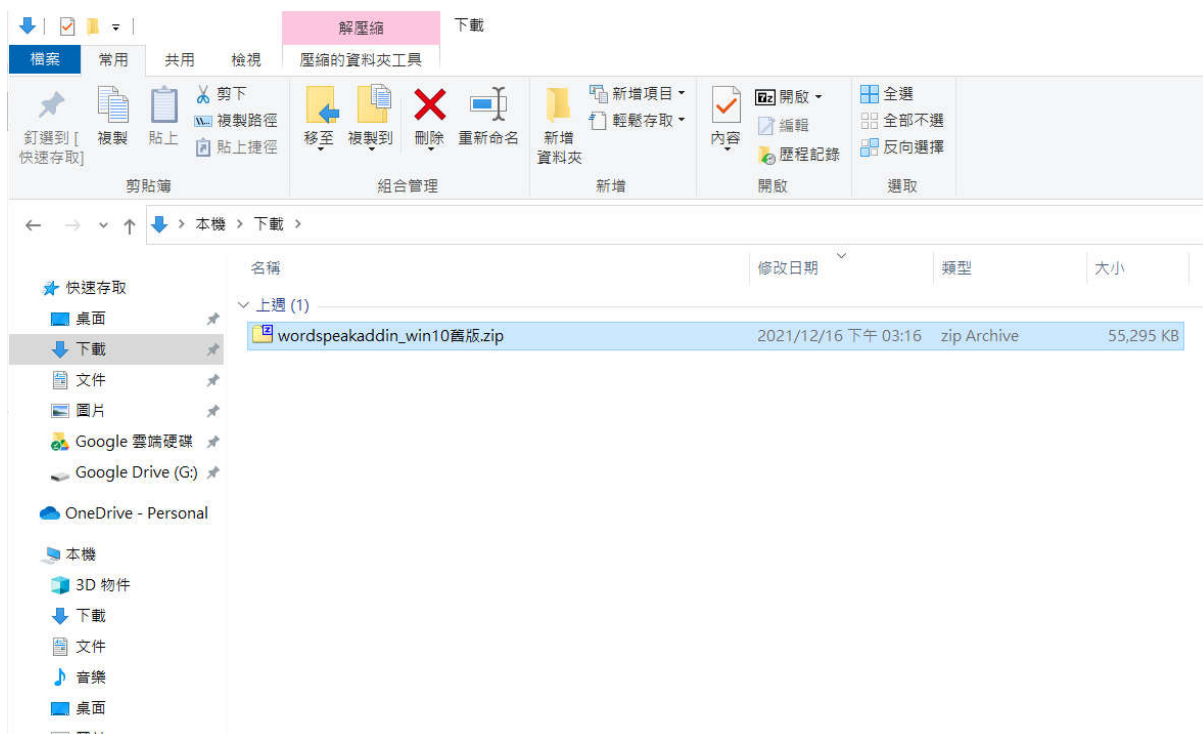 解壓縮
下載
檔案
常用
共用
檢視
壓縮的資料夾工具
釘選到 [
快速存取]
複製
貼上
剪下
複製路徑
貼上捷徑
剪貼簿
移至
複製到
刪除
重新命名
組合管理
新增
資料夾
新增項目
輕鬆存取
新增
內容
開啟
編輯
歷程記錄
開啟
全選
全部不選
反向選擇
選取
本機 > 下載 >
名稱
修改日期
類型
大小
上週 (1)
wordspeakaddin_win10舊版.zip
2021/12/16 下午 03:16
zip Archive
55,295 KB
快速存取
桌面
下載
文件
圖片
Google 雲端硬碟
Google Drive (G:)
OneDrive - Personal
本機
3D 物件
下載
文件
音樂
桌面